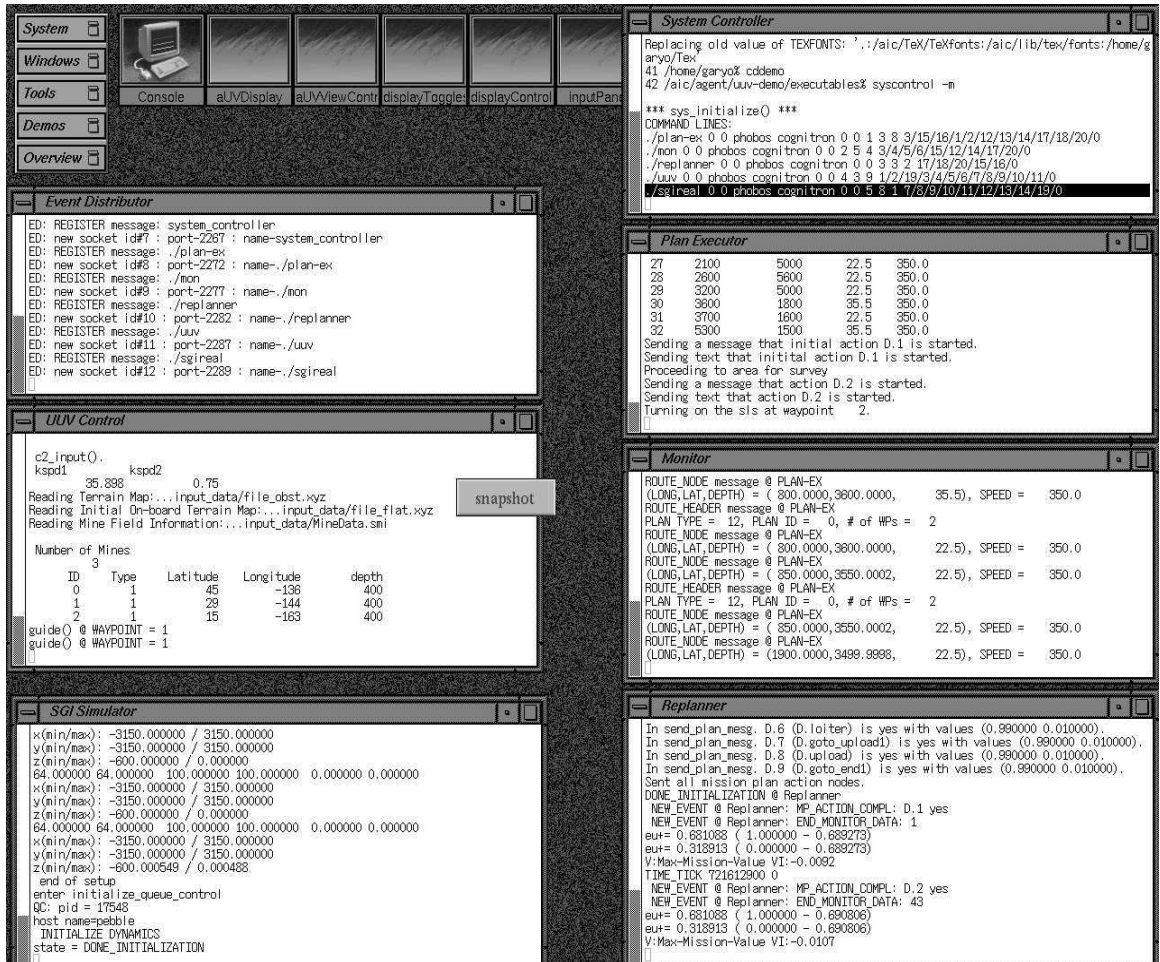 System
Windows
Tools
Demos
Overview
Console
aUVDisplay
aUVViewContr
displayToggles
displayControl
inputPane
System Controller
Replacing old value of TEXFONTS: '.:/aic/TeX/TeXfonts:/aic/lib/tex/fonts:/home/g
aryo/Tex'
41 /home/garyo% cddemo
42 /aic/agent/uuv-demo/executables% syscontrol -m
*** sys_initialize() ***
COMMAND LINES:
./plan-ex 0 0 phobos cognitron 0 0 1 3 8 3/15/16/1/2/12/13/14/17/18/20/0
./mon 0 0 phobos cognitron 0 0 2 5 4 3/4/5/6/15/12/14/17/20/0
./replanner 0 0 phobos cognitron 0 0 3 3 2 17/18/20/15/16/0
./uuv 0 0 phobos cognitron 0 0 4 3 9 1/2/19/3/4/5/6/7/8/9/10/11/0
./sgireal 0 0 phobos cognitron 0 0 5 8 1 7/8/9/10/11/12/13/14/19/0
Event Distributor
ED: REGISTER message: system_controller
ED: new socket id#7 : port-2267 : name-system_controller
ED: REGISTER message: ./plan-ex
ED: new socket id#8 : port-2272 : name-./plan-ex
ED: REGISTER message: ./mon
ED: new socket id#9 : port-2277 : name-./mon
ED: REGISTER message: ./replanner
ED: new socket id#10 : port-2282 : name-./replanner
ED: REGISTER message: ./uuv
ED: new socket id#11 : port-2287 : name-./uuv
ED: REGISTER message: ./sgireal
ED: new socket id#12 : port-2289 : name-./sgireal
Plan Executor
27 2100 5000 22.5 350.0
28 2600 5600 22.5 350.0
29 3200 5000 22.5 350.0
30 3600 1800 35.5 350.0
31 3700 1600 22.5 350.0
32 5300 1500 35.5 350.0
Sending a message that initial action D.1 is started.
Sending text that initital action D.1 is started.
Proceeding to area for survey
Sending a message that action D.2 is started.
Sending text that action D.2 is started.
Turning on the sls at waypoint 2.
UUV Control
c2_input().
kspd1 kspd2
35.898 0.75
Reading Terrain Map:...input_data/file_obst.xyz
Reading Initial On-board Terrain Map:...input_data/file_flat.xyz
Reading Mine Field Information:...input_data/MineData.smi
Number of Mines
3
ID Type Latitude Longitude depth
0 1 45 -136 400
1 1 29 -144 400
2 1 15 -163 400
guide() @ WAYPOINT = 1
guide() @ WAYPOINT = 1
snapshot
Monitor
ROUTE_NODE message @ PLAN-EX
(LONG,LAT,DEPTH) = ( 800.0000,3600.0000, 35.5), SPEED = 350.0
ROUTE_HEADER message @ PLAN-EX
PLAN TYPE = 12, PLAN ID = 0, # of WPs = 2
ROUTE_NODE message @ PLAN-EX
(LONG,LAT,DEPTH) = ( 800.0000,3600.0000, 22.5), SPEED = 350.0
ROUTE_NODE message @ PLAN-EX
(LONG,LAT,DEPTH) = ( 850.0000,3550.0002, 22.5), SPEED = 350.0
ROUTE_HEADER message @ PLAN-EX
PLAN TYPE = 12, PLAN ID = 0, # of WPs = 2
ROUTE_NODE message @ PLAN-EX
(LONG,LAT,DEPTH) = ( 850.0000,3550.0002, 22.5), SPEED = 350.0
ROUTE_NODE message @ PLAN-EX
(LONG,LAT,DEPTH) = (1900.0000,3499.9998, 22.5), SPEED = 350.0
SGI Simulator
x(min/max): -3150.000000 / 3150.000000
y(min/max): -3150.000000 / 3150.000000
z(min/max): -600.000000 / 0.000000
64.000000 64.000000 100.000000 100.000000 0.000000 0.000000
x(min/max): -3150.000000 / 3150.000000
y(min/max): -3150.000000 / 3150.000000
z(min/max): -600.000000 / 0.000000
64.000000 64.000000 100.000000 100.000000 0.000000 0.000000
x(min/max): -3150.000000 / 3150.000000
y(min/max): -3150.000000 / 3150.000000
z(min/max): -600.000549 / 0.000488
end of setup
enter initialize_queue_control
QC: pid = 17548
host name=pebble
INITIALIZE DYNAMICS
state = DONE_INITIALIZATION
Replanner
In send_plan_mesg. D.6 (D.loiter) is yes with values (0.990000 0.010000).
In send_plan_mesg. D.7 (D.goto_upload1) is yes with values (0.990000 0.010000).
In send_plan_mesg. D.8 (D.upload) is yes with values (0.990000 0.010000).
In send_plan_mesg. D.9 (D.goto_end1) is yes with values (0.990000 0.010000).
Sent all mission plan action nodes.
DONE_INITIALIZATION @ Replanner
NEW_EVENT @ Replanner: MP_ACTION_COMPL: D.1 yes
NEW_EVENT @ Replanner: END_MONITOR_DATA: 1
eu+= 0.681088 ( 1.000000 - 0.689273)
eu+= 0.318913 ( 0.000000 - 0.689273)
V:Max-Mission-Value VI:-0.0092
TIME_TICK 721612900 0
NEW_EVENT @ Replanner: MP_ACTION_COMPL: D.2 yes
NEW_EVENT @ Replanner: END_MONITOR_DATA: 43
eu+= 0.681088 ( 1.000000 - 0.690806)
eu+= 0.318913 ( 0.000000 - 0.690806)
V:Max-Mission-Value VI:-0.0107